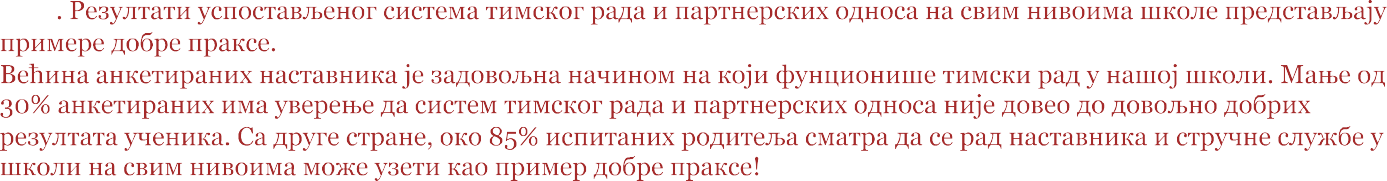 . Резултати успостављеног система тимског рада и партнерских односа на свим нивоима школе представљају
примере добре праксе.
Већина анкетираних наставника је задовољна начином на који фунционише тимски рад у нашој школи. Мање од
30% анкетираних има уверење да систем тимског рада и партнерских односа није довео до довољно добрих
резултата ученика. Са друге стране, око 85% испитаних родитеља сматра да се рад наставника и стручне службе у
школи на свим нивоима може узети као пример добре праксе!